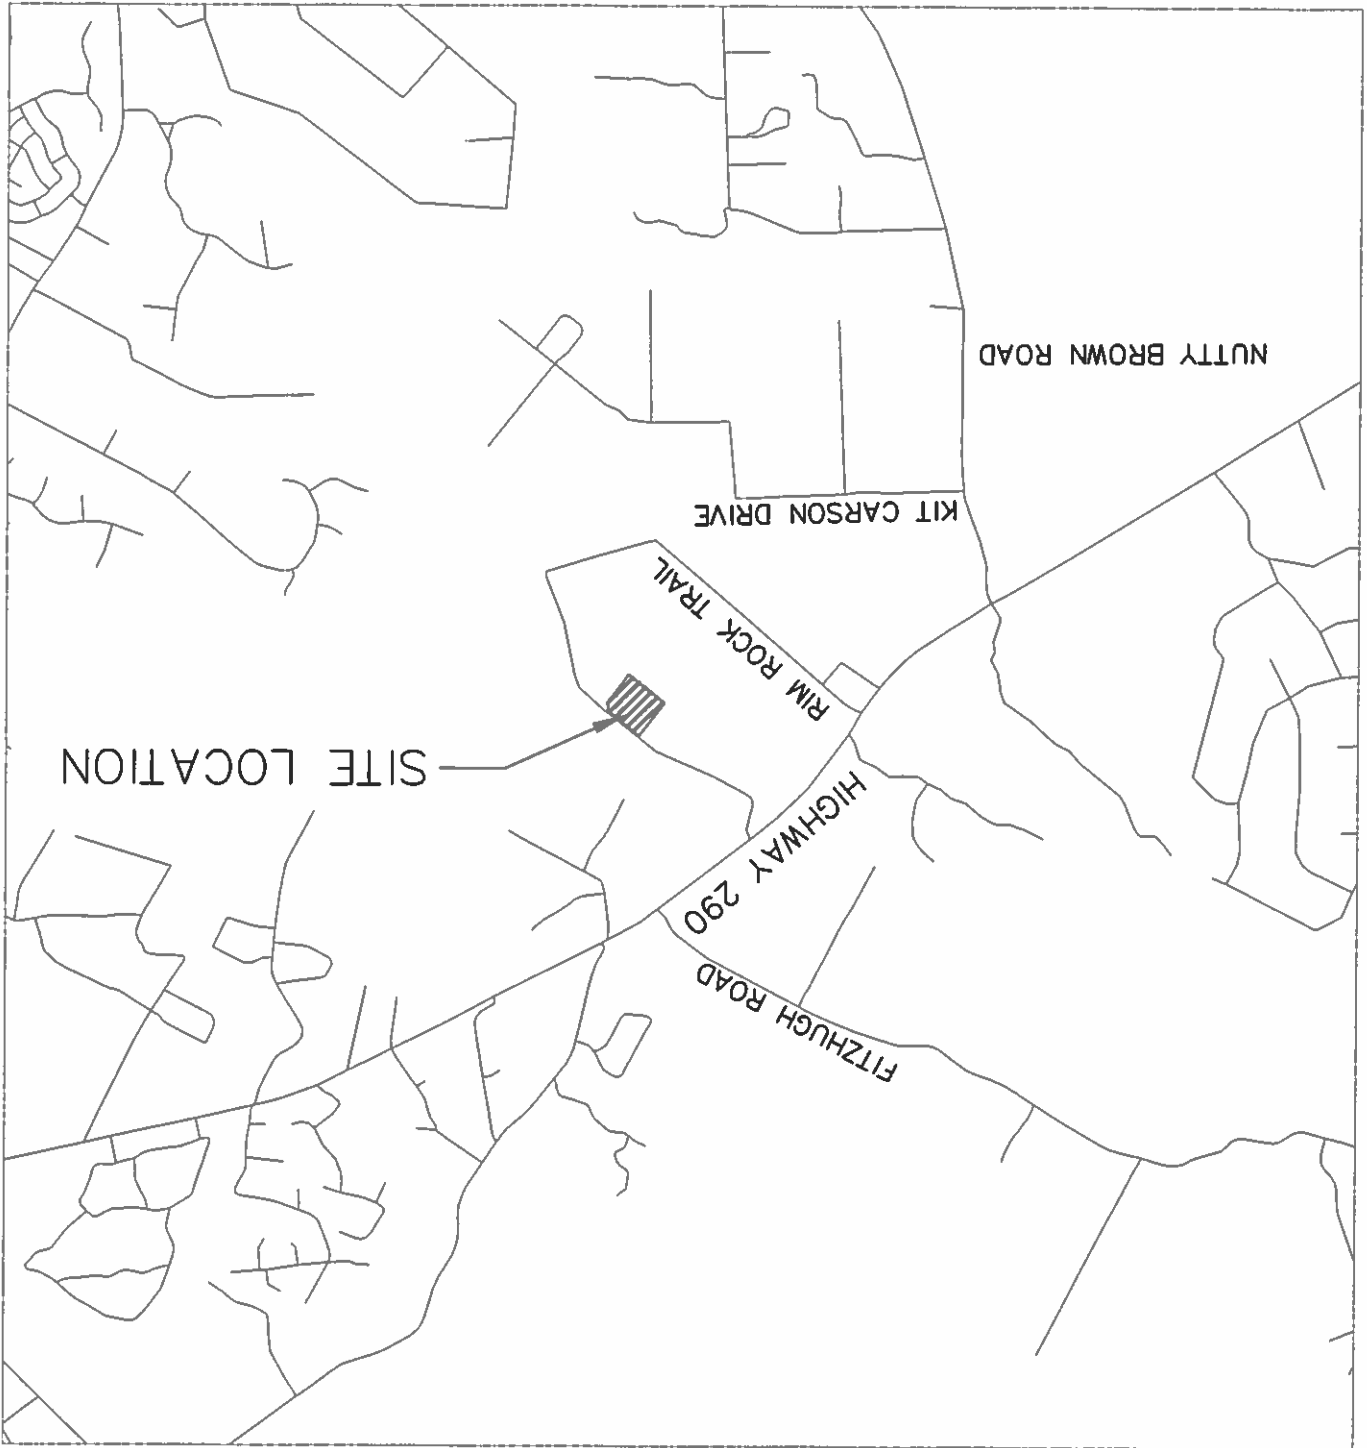 FITZHUGH ROAD
HIGHWAY 290
SITE LOCATION
RIM ROCK TRAIL
KIT CARSON DRIVE
NUTTY BROWN ROAD